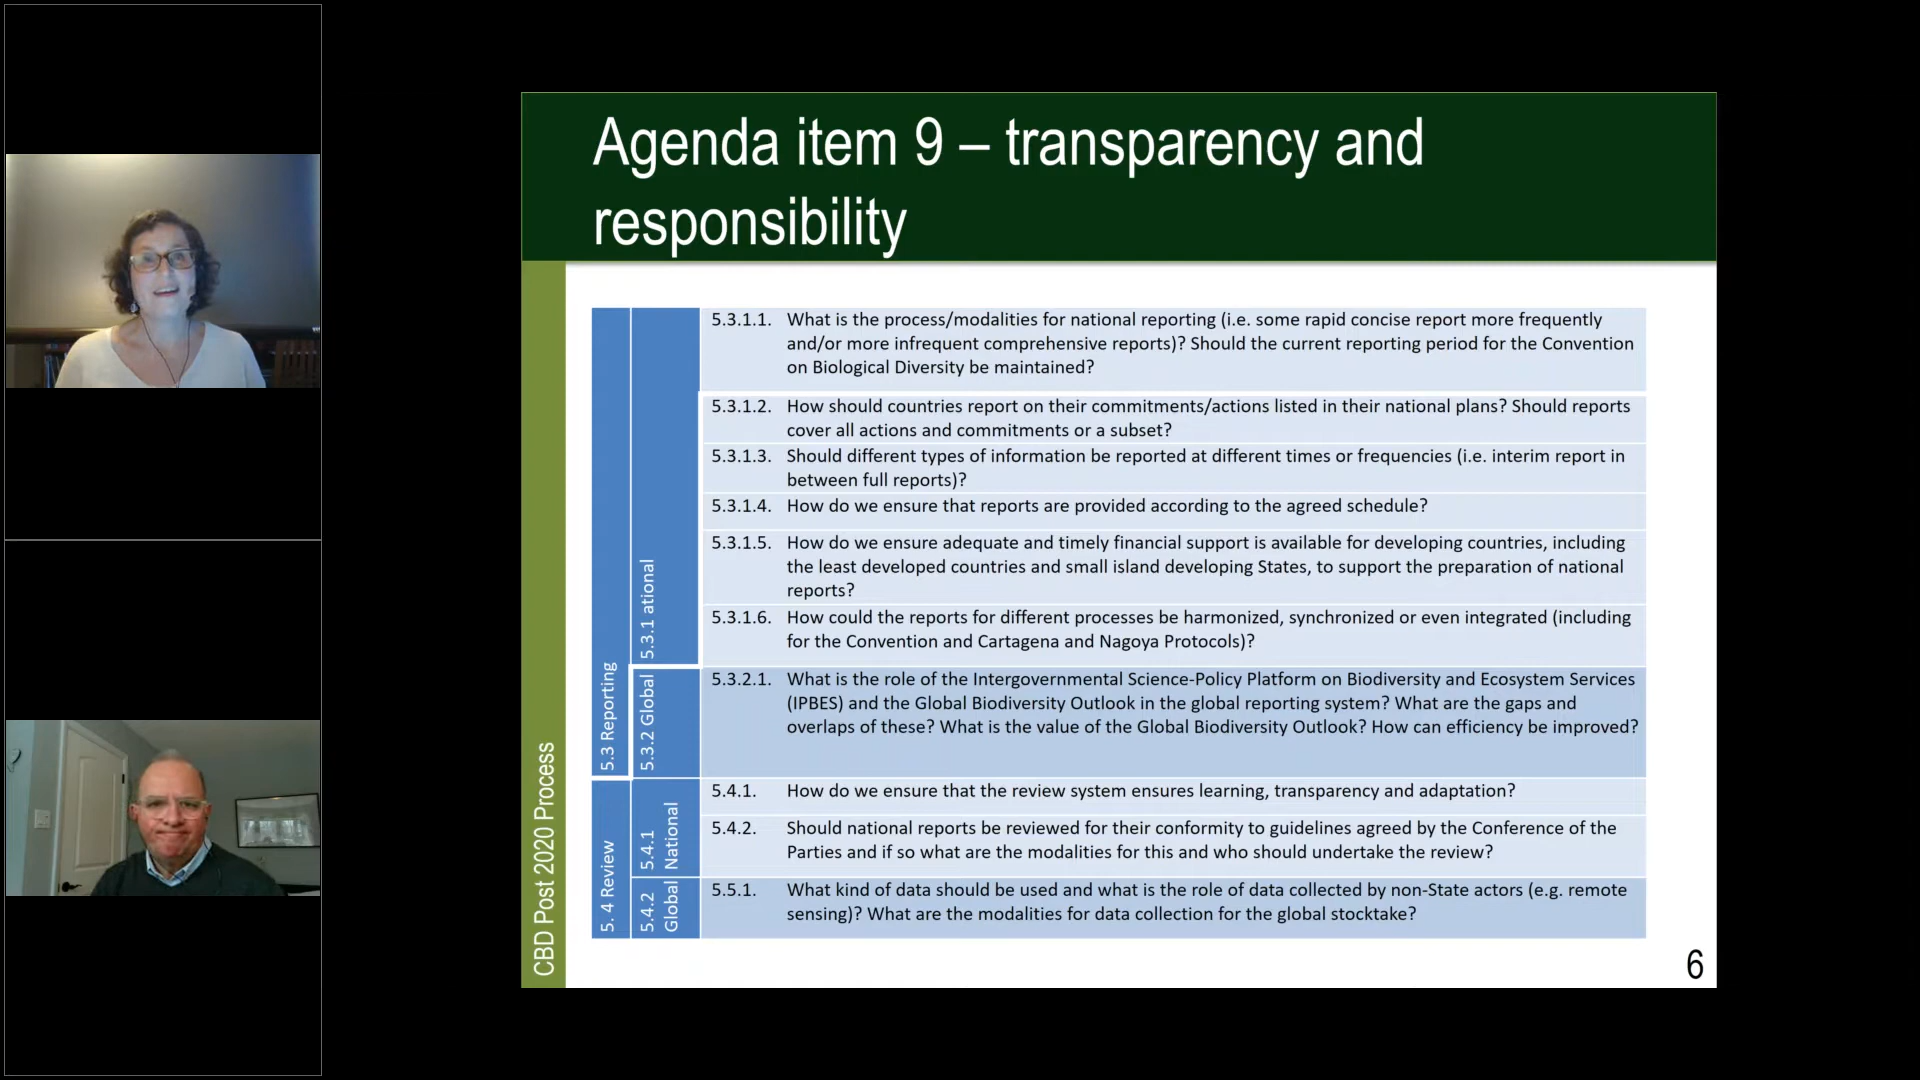 Agenda item 9 – transparency and
responsibility
CBD Post 2020 Process
5.3 Reporting
5.3.1 ational
5.3.1.1. What is the process/modalities for national reporting (i.e. some rapid concise report more frequently
and/or more infrequent comprehensive reports)? Should the current reporting period for the Convention
on Biological Diversity be maintained?
5.3.1.2. How should countries report on their commitments/actions listed in their national plans? Should reports
cover all actions and commitments or a subset?
5.3.1.3. Should different types of information be reported at different times or frequencies (i.e. interim report in
between full reports)?
5.3.1.4. How do we ensure that reports are provided according to the agreed schedule?
5.3.1.5. How do we ensure adequate and timely financial support is available for developing countries, including
the least developed countries and small island developing States, to support the preparation of national
reports?
5.3.1.6. How could the reports for different processes be harmonized, synchronized or even integrated (including
for the Convention and Cartagena and Nagoya Protocols)?
5.3.2 Global
5.3.2.1. What is the role of the Intergovernmental Science-Policy Platform on Biodiversity and Ecosystem Services
(IPBES) and the Global Biodiversity Outlook in the global reporting system? What are the gaps and
overlaps of these? What is the value of the Global Biodiversity Outlook? How can efficiency be improved?
5. 4 Review
5.4.1
National
5.4.1. How do we ensure that the review system ensures learning, transparency and adaptation?
5.4.2. Should national reports be reviewed for their conformity to guidelines agreed by the Conference of the
Parties and if so what are the modalities for this and who should undertake the review?
5.4.2
Global
5.5.1. What kind of data should be used and what is the role of data collected by non-State actors (e.g. remote
sensing)? What are the modalities for data collection for the global stocktake?
6